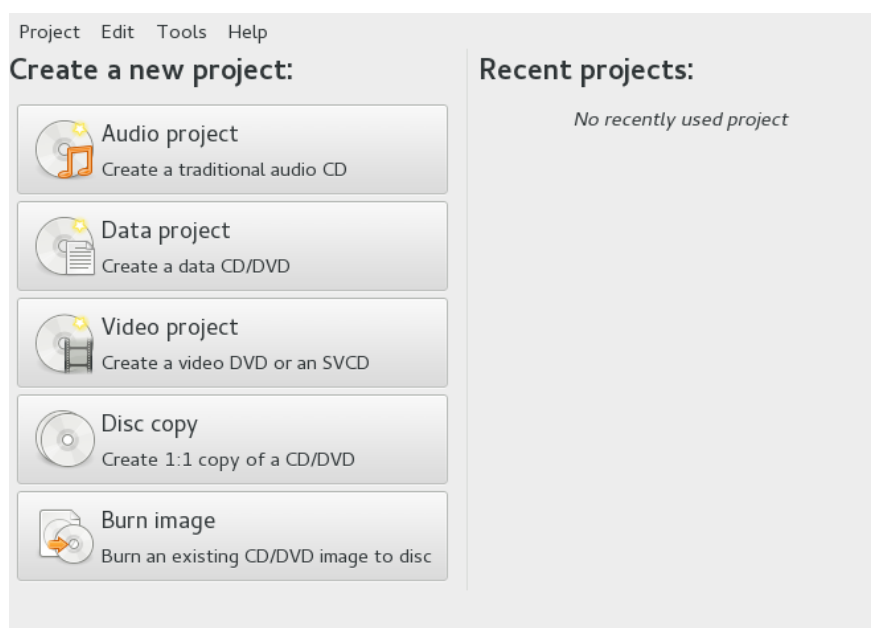 Project Edit Tools Help
Create a new project:
Audio project
Create a traditional audio CD
Data project
Create a data CD/DVD
Video project
Create a video DVD or an SVCD
Disc copy
Create 1:1 copy of a CD/DVD
Burn image
Burn an existing CD/DVD image to disc
Recent projects:
No recently used project